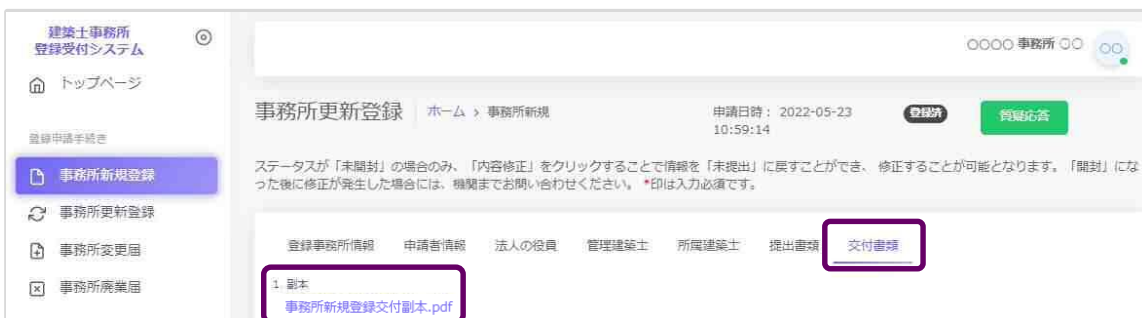 建築士事務所
登録受付システム
トップページ
登録申請手続き
事務所新規登録
事務所更新登録
事務所変更届
事務所廃業届
〇〇〇〇 事務所 〇〇
〇〇
事務所更新登録 ホーム › 事務所新規
申請日時： 2022-05-23
10:59:14
登録済
質疑応答
ステータスが「未開封」の場合のみ、「内容修正」をクリックすることで情報を「未提出」に戻すことができ、 修正することが可能となります。「開封」にな
った後に修正が発生した場合には、機関までお問い合わせください。 *印は入力必須です。
登録事務所情報 申請者情報 法人の役員 管理建築士 所属建築士 提出書類 交付書類
1. 副本
事務所新規登録交付副本.pdf